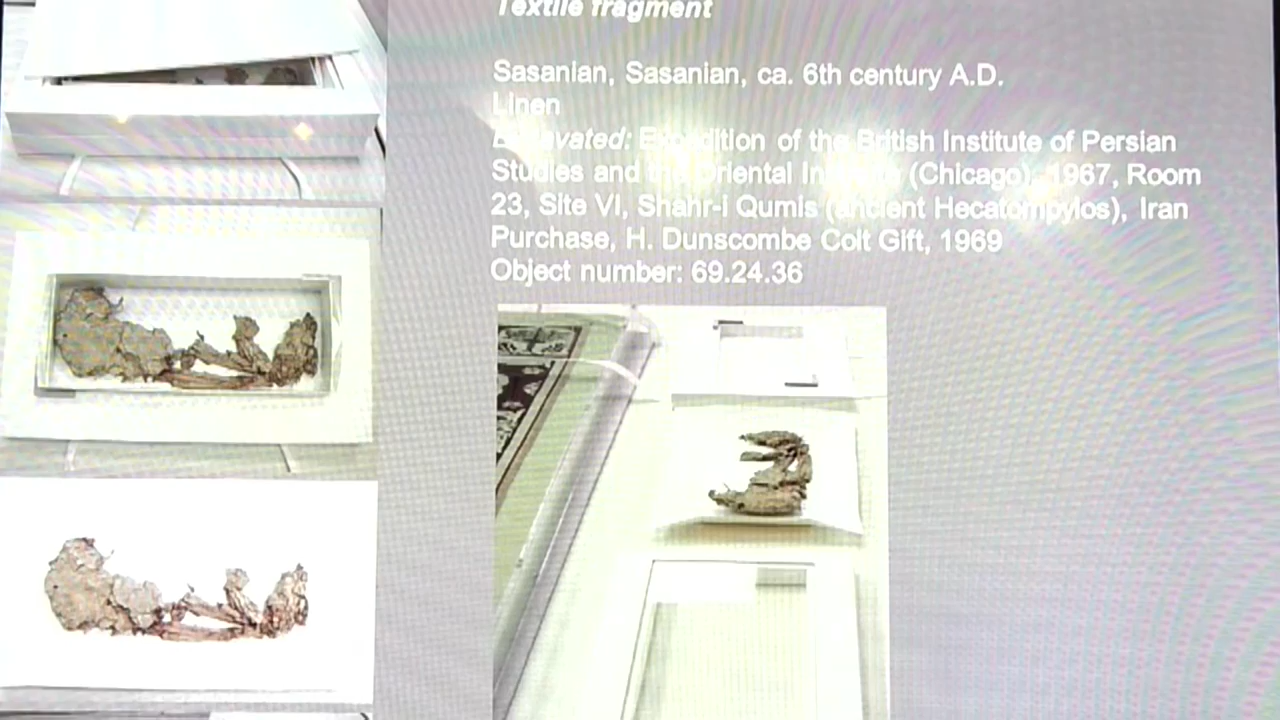 Textile fragment
Sasanian, Sasanian, ca. 6th century A.D.
Linen
Excavated: Expedition of the British Institute of Persian
Studies and the Oriental Institute (Chicago), 1967, Room
23, Site VI, Shahr-i Qumis (ancient Hecatompylos), Iran
Purchase, H. Dunscombe Colt Gift, 1969
Object number: 69.24.36